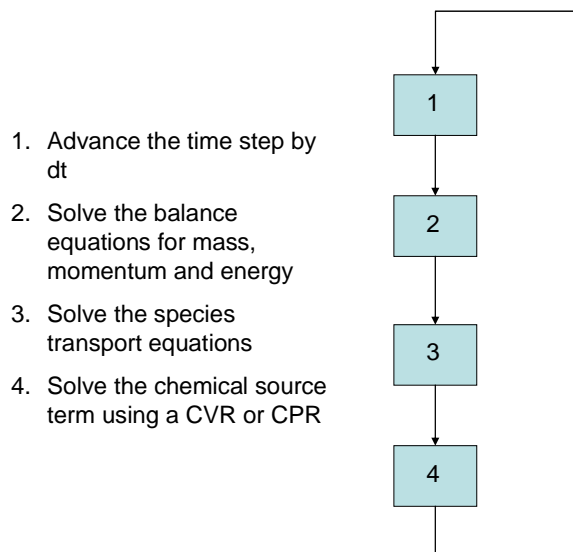 1. Advance the time step by
dt
2. Solve the balance
equations for mass,
momentum and energy
3. Solve the species
transport equations
4. Solve the chemical source
term using a CVR or CPR
1
2
3
4